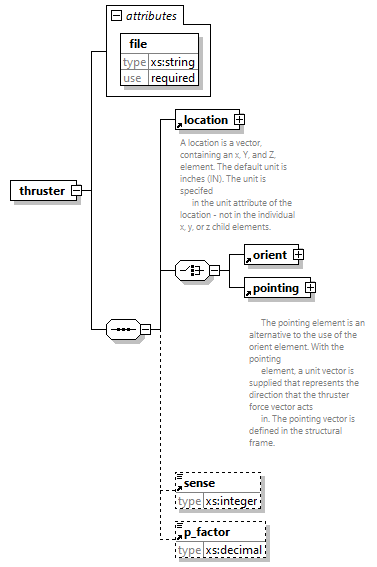 attributes
file
type xs:string
use required
thruster
location
A location is a vector,
containing an x, Y, and Z,
element. The default unit is
inches (IN). The unit is
specifed
in the unit attribute of the
location - not in the individual
x, y, or z child elements.
orient
pointing
The pointing element is an
alternative to the use of the
orient element. With the
pointing
element, a unit vector is
supplied that represents the
direction that the thruster
force vector acts
in. The pointing vector is
defined in the structural
frame.
sense
type xs:integer
p_factor
type xs:decimal